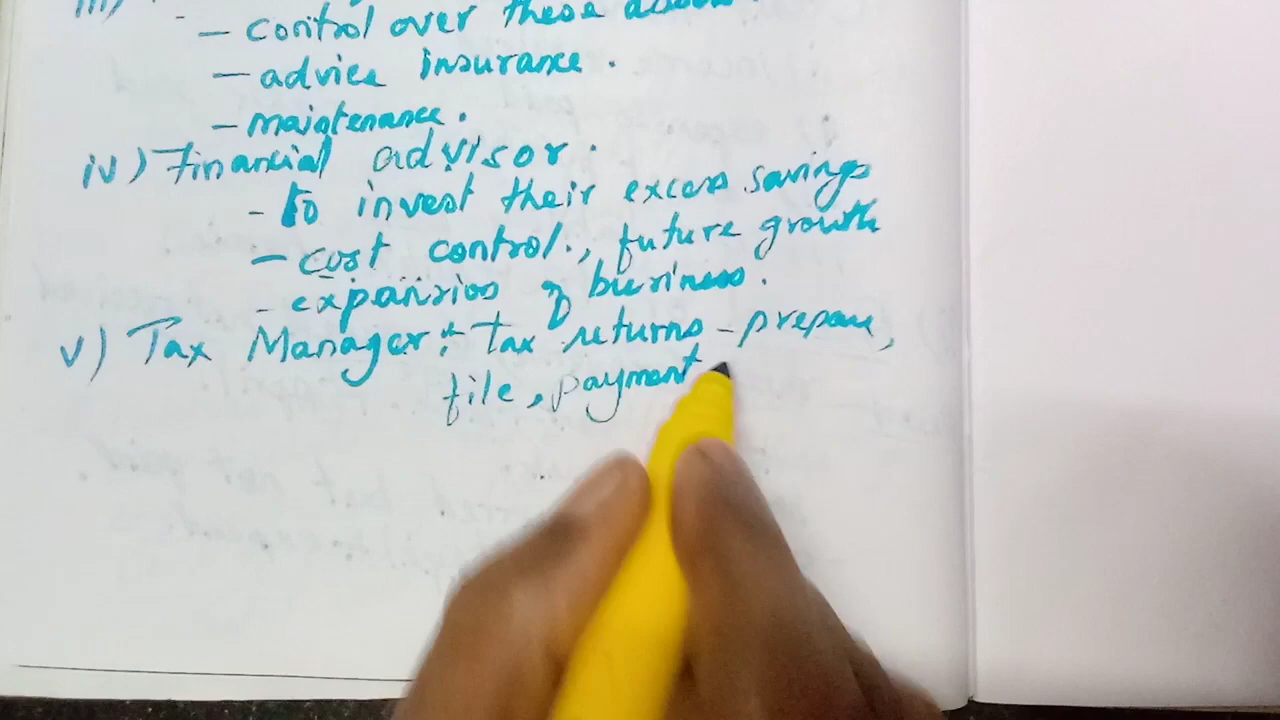 iii)
- control over these
- advice insurance.
- maintenance.
iv) Financial advisor.
- To invest their excess savings
- cost control., future growth
- expansion of business.
v) Tax Manager: tax returns - prepare,
file, payment